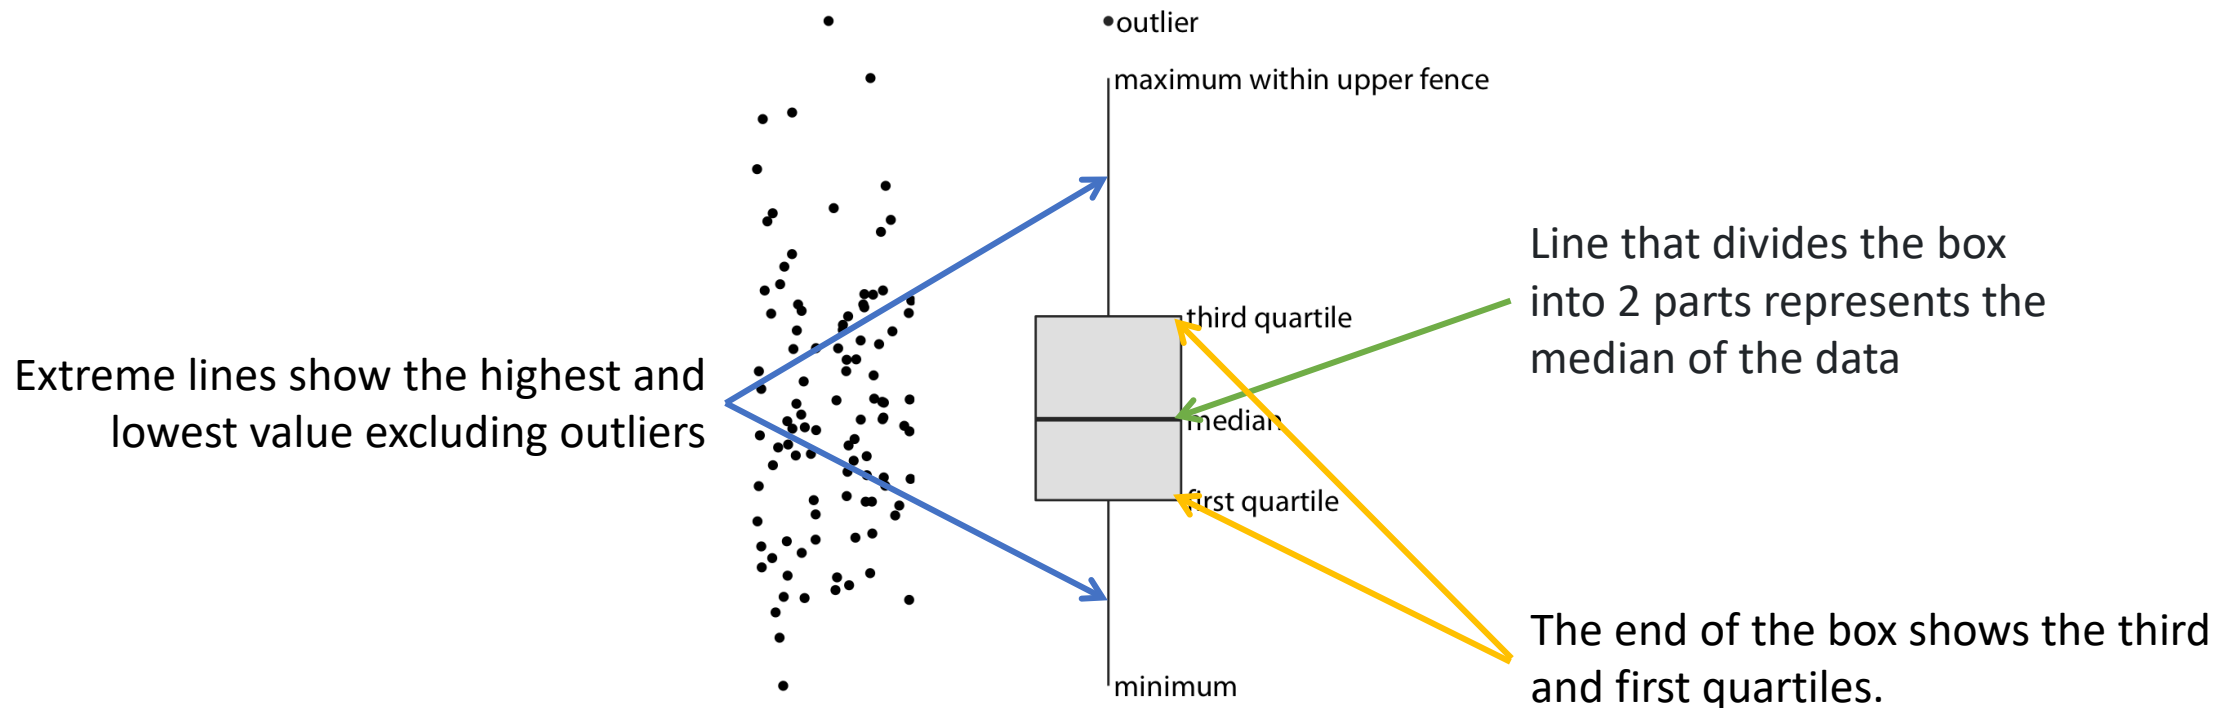 outlier
maximum within upper fence
Line that divides the box
into 2 parts represents the
median of the data
third quartile
Extreme lines show the highest and
lowest value excluding outliers
median
first quartile
The end of the box shows the third
and first quartiles.
minimum